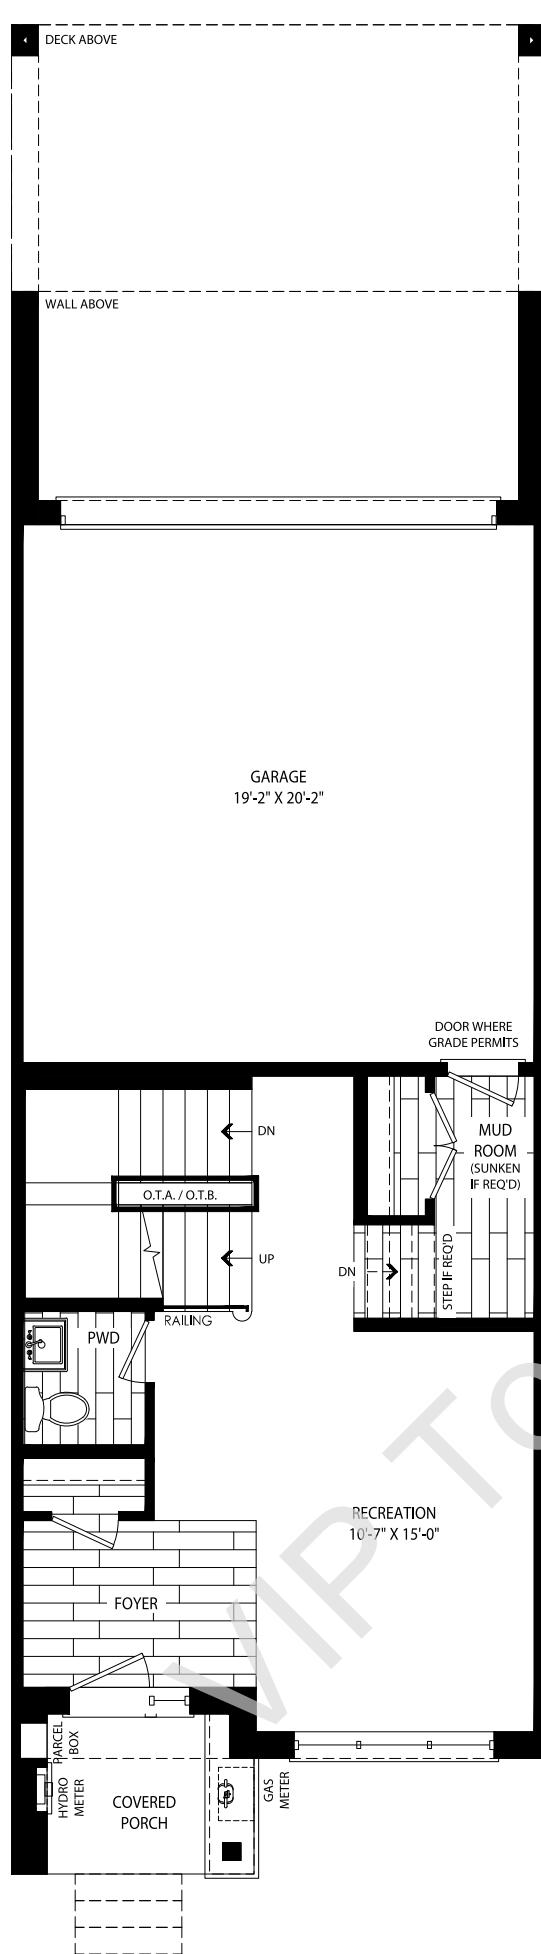 DECK ABOVE
WALL ABOVE
GARAGE
19'-2" X 20'-2"
DOOR WHERE
GRADE PERMITS
DN
MUD
ROOM
(SUNKEN
IF REQ'D)
O.T.A. / O.T.B.
UP
DN
STEP IF REQ'D
RAILING
PWD
RECREATION
10'-7" X 15'-0"
FOYER
PARCEL
BOX
HYDRO
METER
COVERED
PORCH
GAS
METER
VIP To